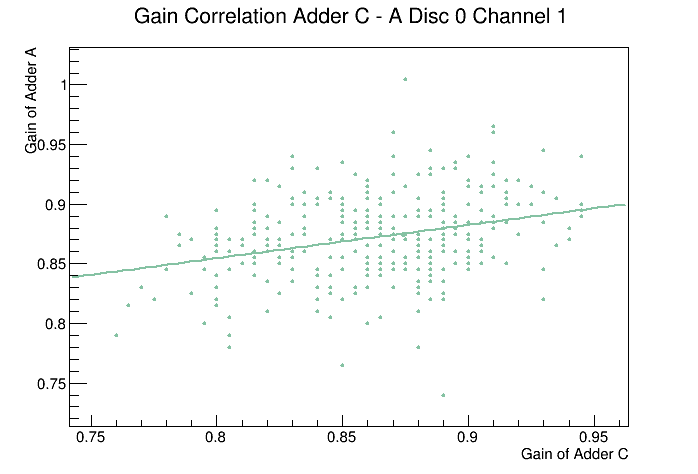 Gain Correlation Adder C - A Disc 0 Channel 1
Gain of Adder A
1
0.95
0.9
0.85
0.8
0.75
0.75 0.8 0.85 0.9 0.95
Gain of Adder C